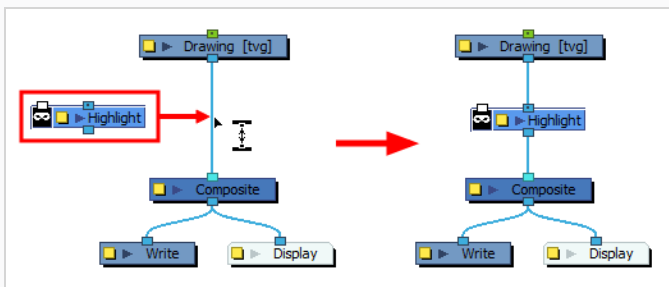 Drawing [tvg]
Highlight
Composite
Write
Display
Drawing [tvg]
Highlight
Composite
Write
Display